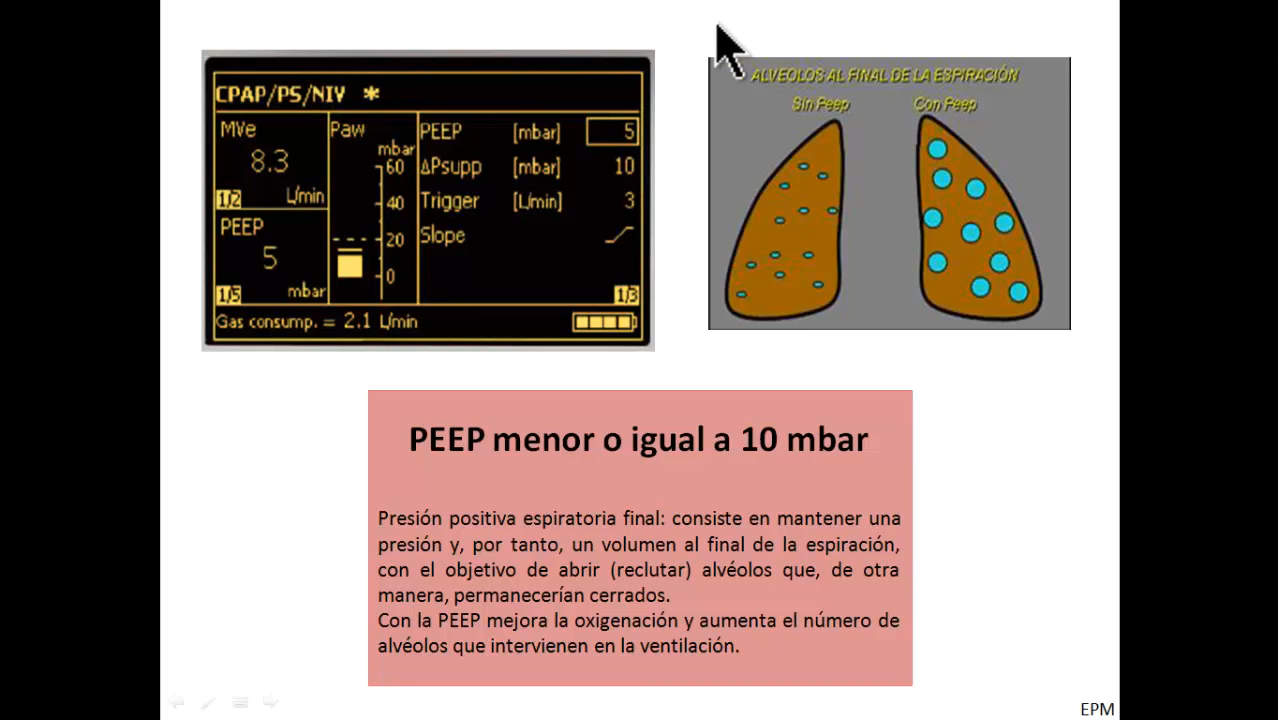 CPAP/PS/NIV *
MVe
8.3
1/2 L/min
PEEP
5
mbar
1/5
Paw
mbar
60
40
20
0
PEEP [mbar] 5
ΔPsupp [mbar] 10
Trigger [L/min] 3
Slope
1/3
Gas consump. = 2.1 L/min
ALVEOLOS AL FINAL DE LA ESPIRACIÓN
Sin Peep Con Peep
PEEP menor o igual a 10 mbar
Presión positiva espiratoria final: consiste en mantener una
presión y, por tanto, un volumen al final de la espiración,
con el objetivo de abrir (reclutar) alvéolos que, de otra
manera, permanecerían cerrados.
Con la PEEP mejora la oxigenación y aumenta el número de
alvéolos que intervienen en la ventilación.
EPM